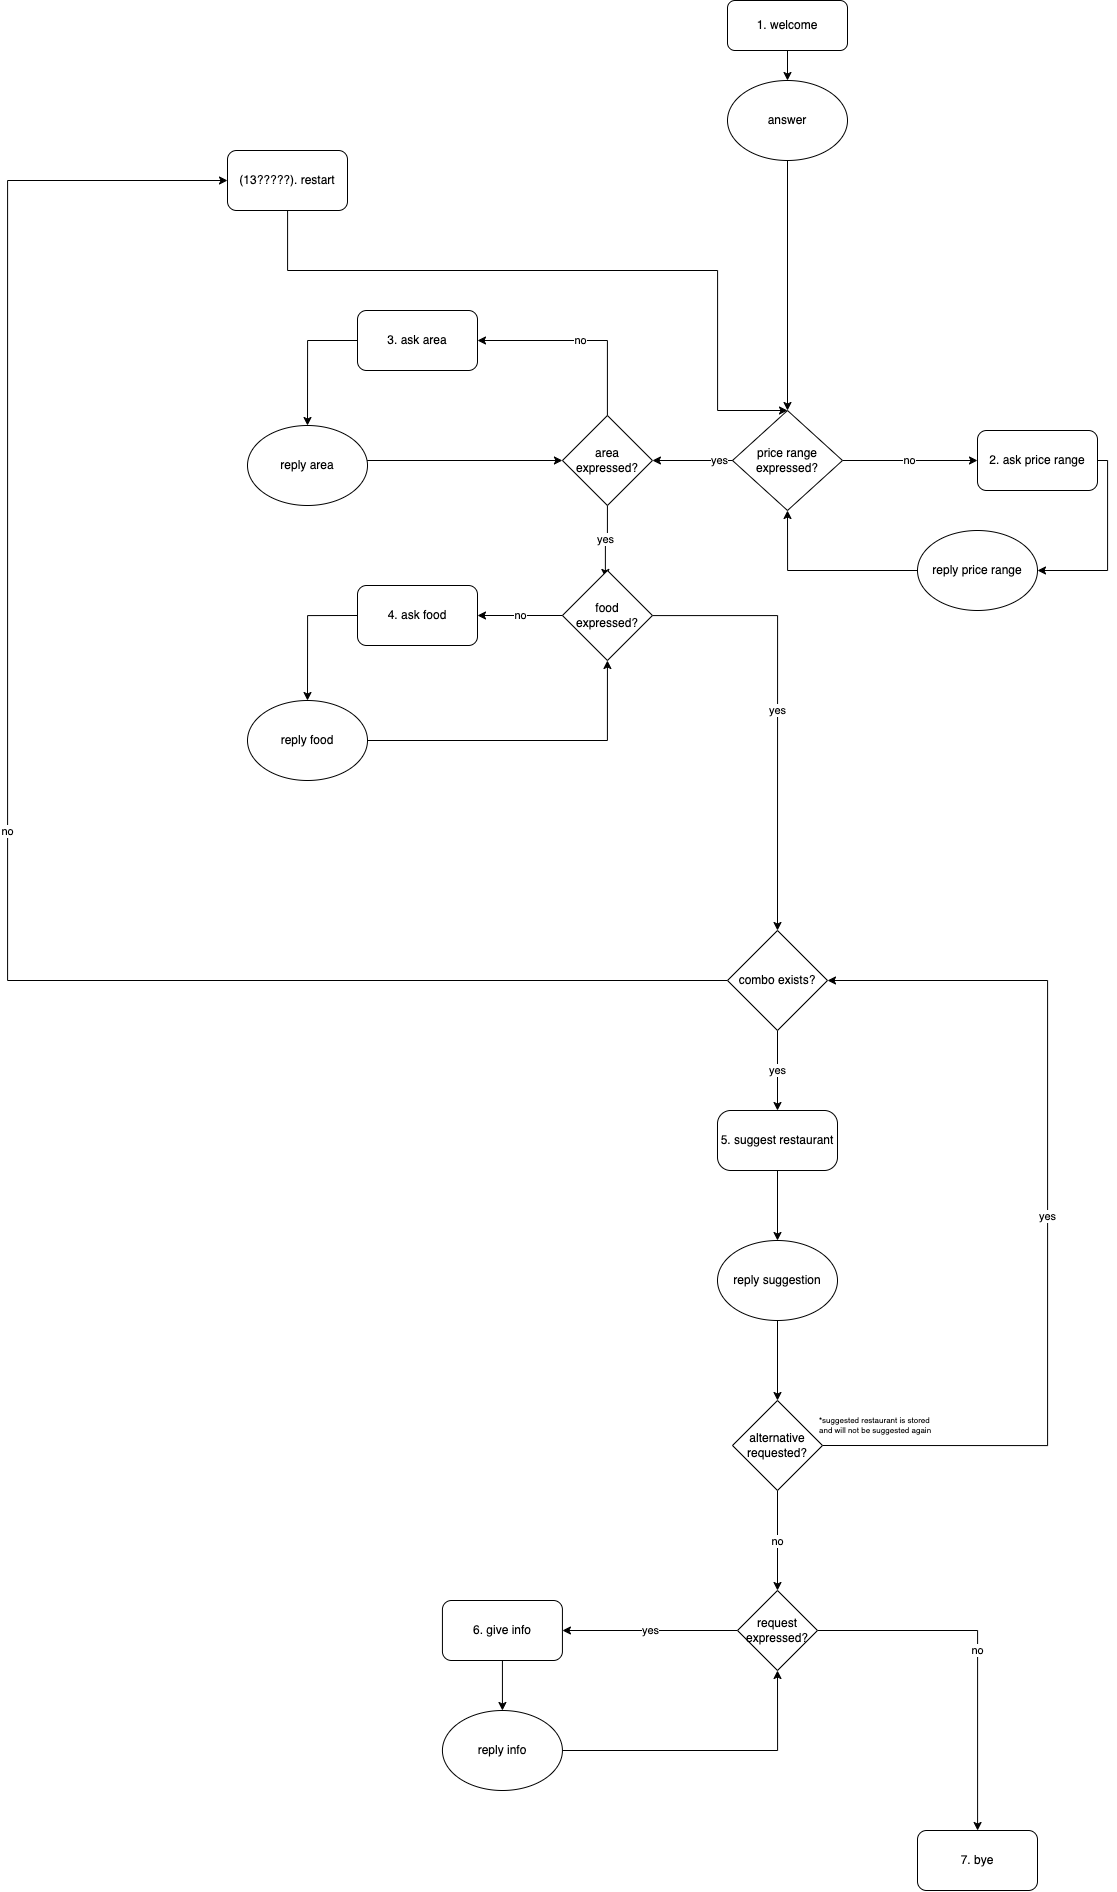 1. welcome
answer
(13?????). restart
3. ask area
no
reply area
area
expressed?
yes
price range
expressed?
no
2. ask price range
reply price range
yes
4. ask food
no
food
expressed?
reply food
yes
no
combo exists?
yes
5. suggest restaurant
yes
reply suggestion
alternative
requested?
*suggested restaurant is stored
and will not be suggested again
no
6. give info
yes
request
expressed?
no
reply info
7. bye